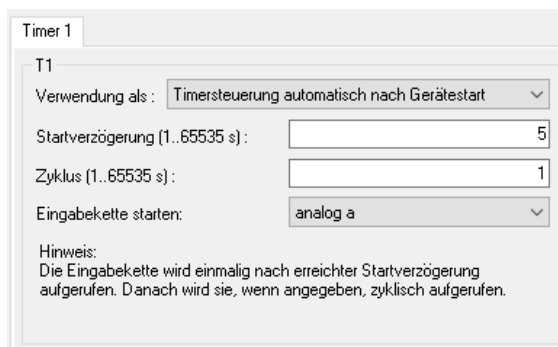 Timer 1
T1
Verwendung als : Timersteuerung automatisch nach Gerätestart
Startverzögerung (1..65535 s) : 5
Zyklus (1..65535 s) : 1
Eingabekette starten: analog a
Hinweis:
Die Eingabekette wird einmalig nach erreichter Startverzögerung
aufgerufen. Danach wird sie, wenn angegeben, zyklisch aufgerufen.